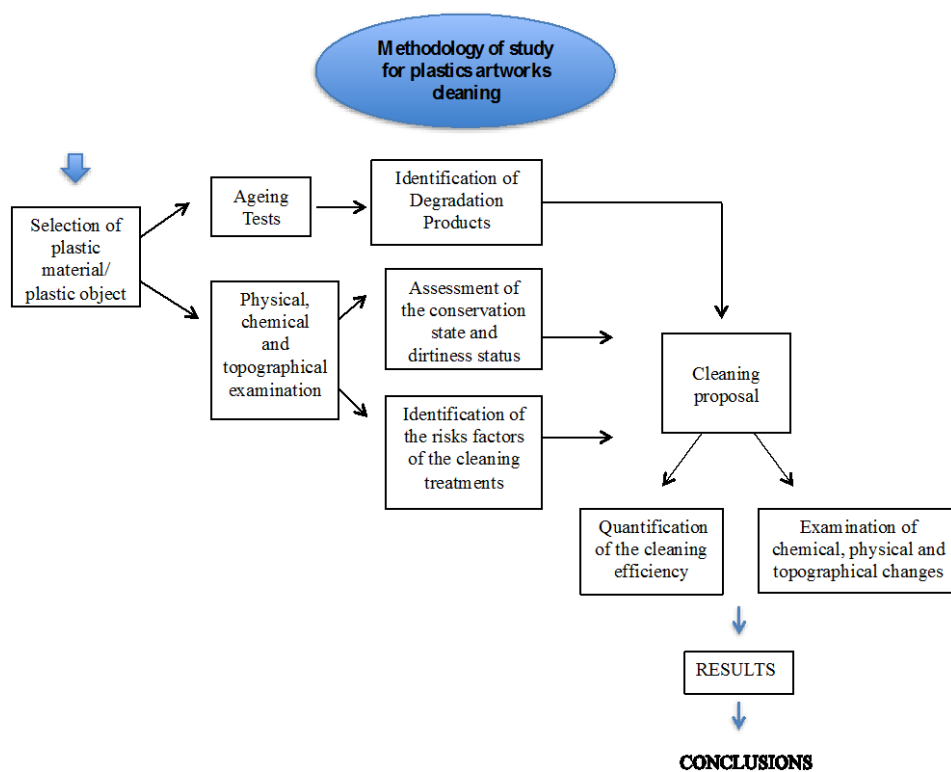 Methodology of study
for plastics artworks
cleaning
Selection of
plastic
material/
plastic object
Ageing
Tests
Identification of
Degradation
Products
Physical,
chemical
and
topographical
examination
Assessment of
the conservation
state and
dirtiness status
Identification of
the risks factors
of the cleaning
treatments
Cleaning
proposal
Quantification
of the cleaning
efficiency
Examination of
chemical, physical and
topographical changes
RESULTS
CONCLUSIONS